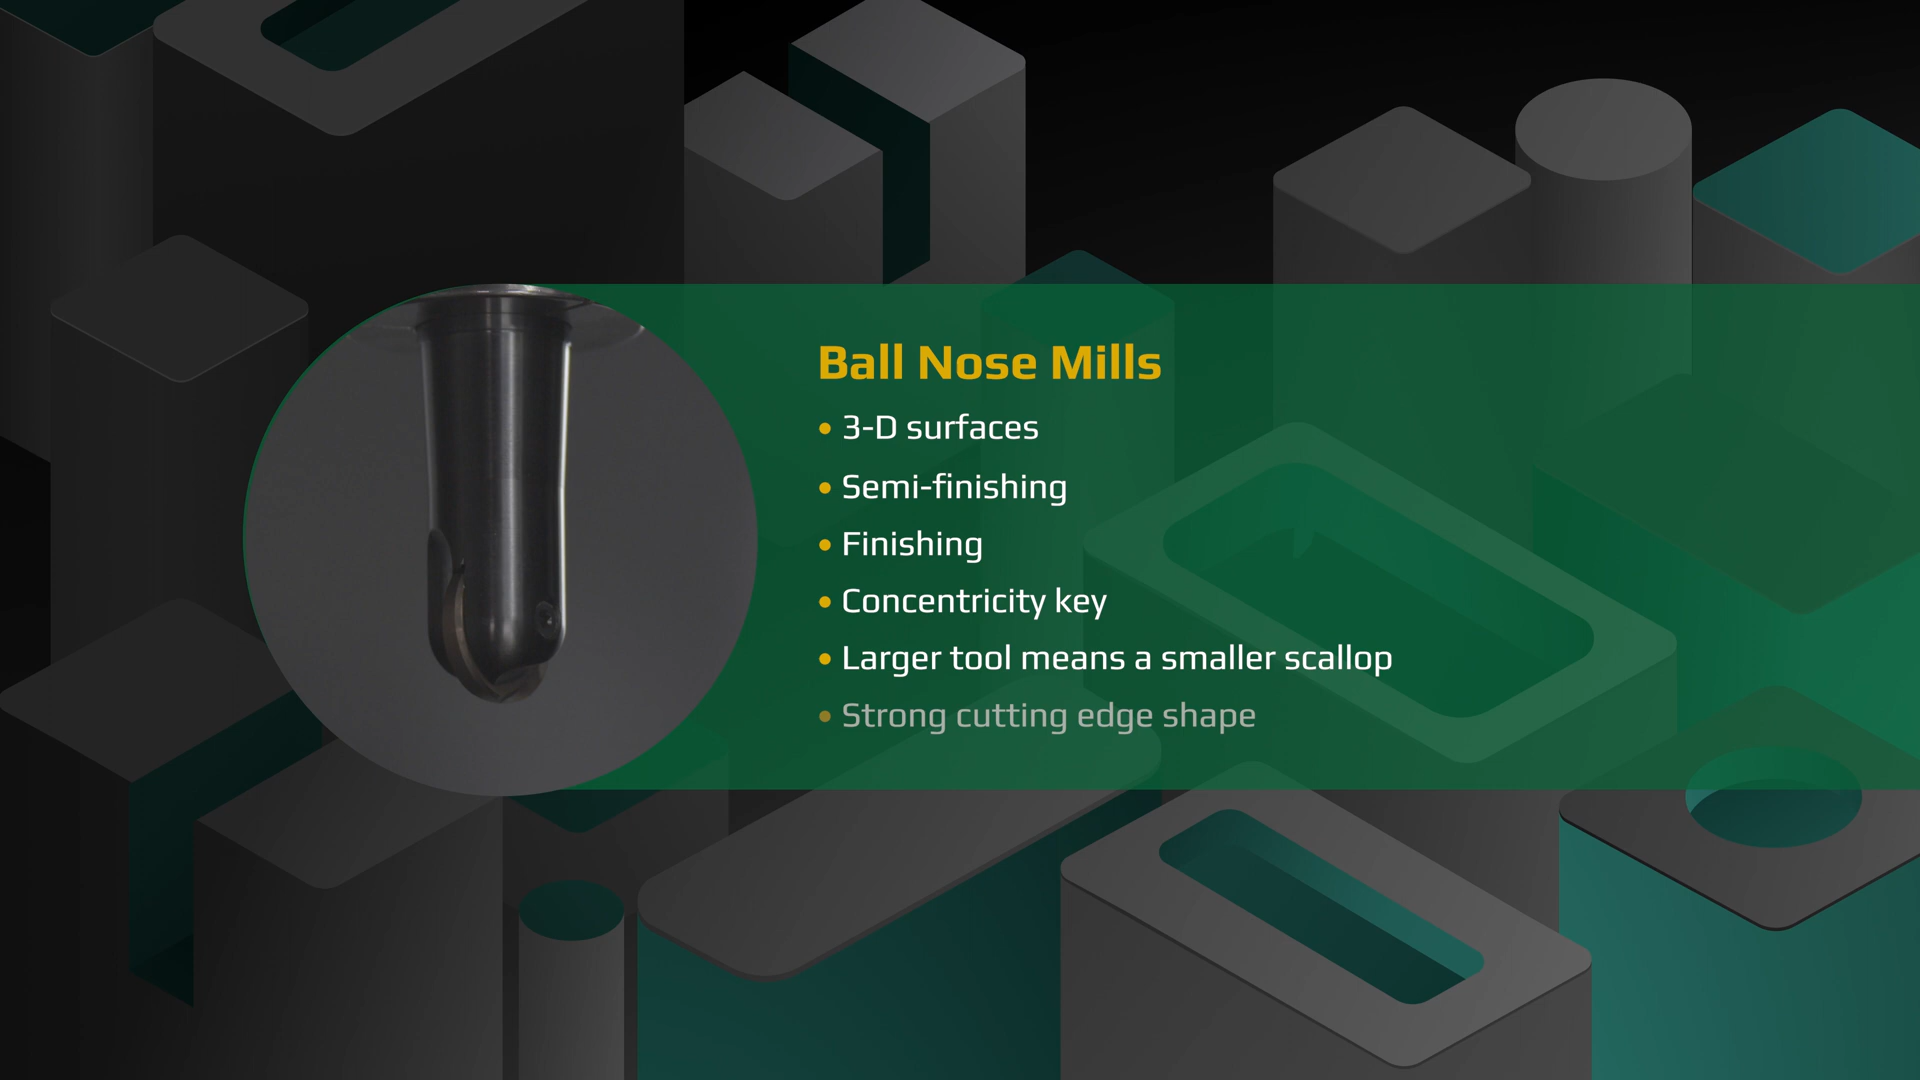 Ball Nose Mills
• 3-D surfaces
• Semi-finishing
• Finishing
• Concentricity key
• Larger tool means a smaller scallop
• Strong cutting edge shape